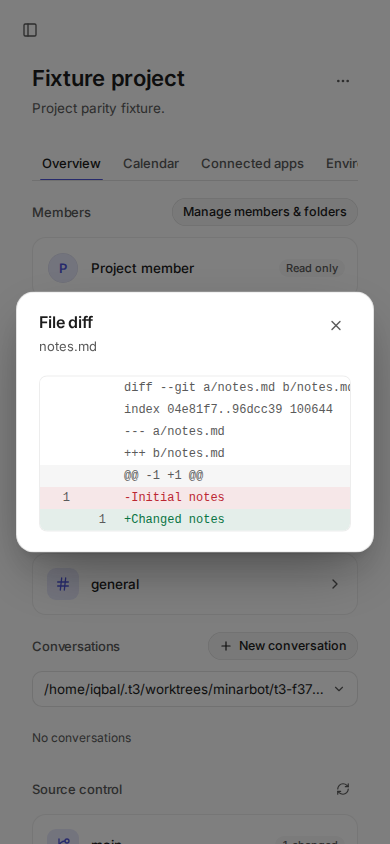 Fixture project
Project parity fixture.
Overview Calendar Connected apps Envir
Members
Manage members & folders
P Project member Read only
File diff
notes.md
diff --git a/notes.md b/notes.md
index 04e81f7..96dcc39 100644
--- a/notes.md
+++ b/notes.md
@@ -1 +1 @@
1 -Initial notes
1 +Changed notes
# general
Conversations
+ New conversation
/home/iqbal/.t3/worktrees/minarbot/t3-f37...
No conversations
Source control
main 1 changed